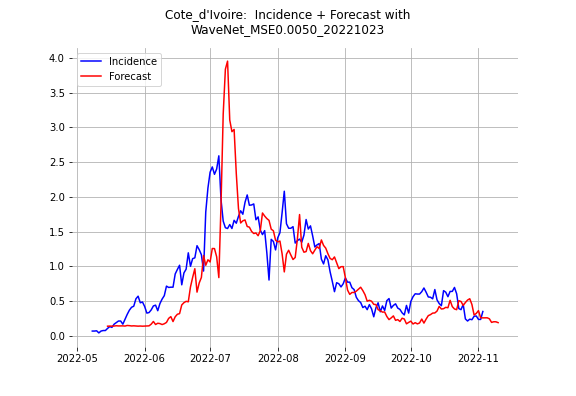 Cote_d'Ivoire:  Incidence + Forecast with
WaveNet_MSE0.0050_20221023
Incidence
Forecast
4.0
3.5
3.0
2.5
2.0
1.5
1.0
0.5
0.0
2022-05 2022-06 2022-07 2022-08 2022-09 2022-10 2022-11